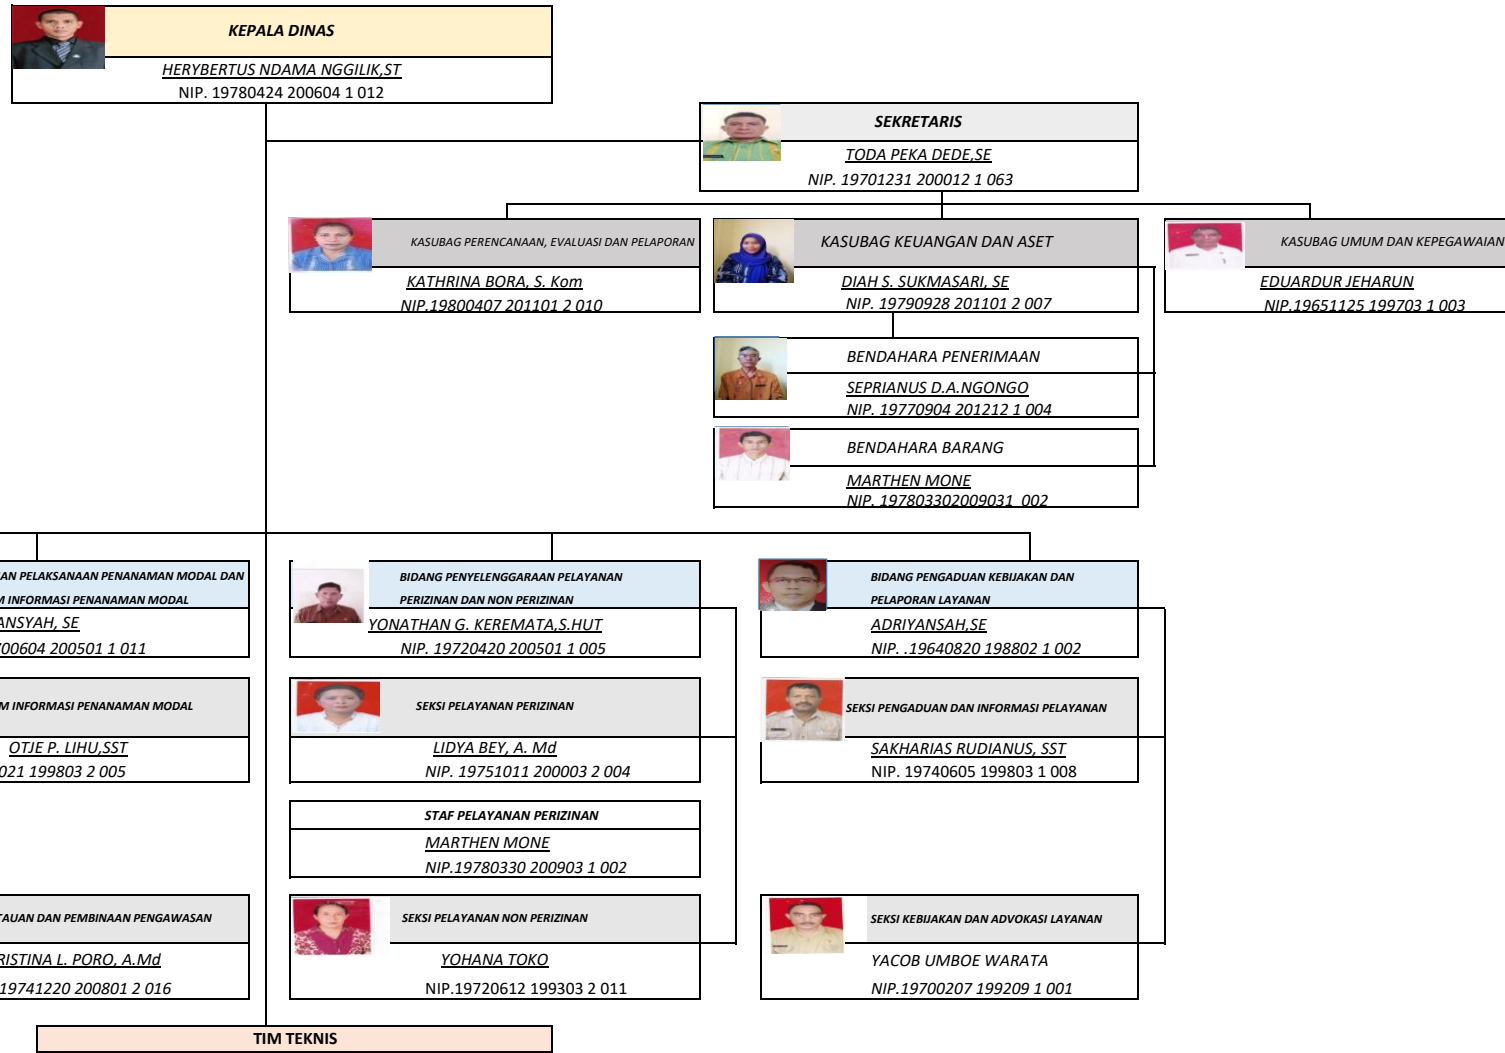 KEPALA DINAS
HERYBERTUS NDAMA NGGILIK,ST
NIP. 19780424 200604 1 012
SEKRETARIS
TODA PEKA DEDE,SE
NIP. 19701231 200012 1 063
KASUBAG PERENCANAAN, EVALUASI DAN PELAPORAN
KATHRINA BORA, S. Kom
NIP.19800407 201101 2 010
KASUBAG KEUANGAN DAN ASET
DIAH S. SUKMASARI, SE
NIP. 19790928 201101 2 007
KASUBAG UMUM DAN KEPEGAWAIAN
EDUARDUR JEHARUN
NIP.19651125 199703 1 003
BENDAHARA PENERIMAAN
SEPRIANUS D.A.NGONGO
NIP. 19770904 201212 1 004
BENDAHARA BARANG
MARTHEN MONE
NIP. 197803302009031 002
AN PELAKSANAAN PENANAMAN MODAL DAN
M INFORMASI PENANAMAN MODAL
ANSYAH, SE
700604 200501 1 011
BIDANG PENYELENGGARAAN PELAYANAN
PERIZINAN DAN NON PERIZINAN
YONATHAN G. KEREMATA,S.HUT
NIP. 19720420 200501 1 005
BIDANG PENGADUAN KEBIJAKAN DAN
PELAPORAN LAYANAN
ADRIYANSAH,SE
NIP. .19640820 198802 1 002
M INFORMASI PENANAMAN MODAL
OTJE P. LIHU,SST
021 199803 2 005
SEKSI PELAYANAN PERIZINAN
LIDYA BEY, A. Md
NIP. 19751011 200003 2 004
SEKSI PENGADUAN DAN INFORMASI PELAYANAN
SAKHARIAS RUDIANUS, SST
NIP. 19740605 199803 1 008
STAF PELAYANAN PERIZINAN
MARTHEN MONE
NIP.19780330 200903 1 002
TAUAN DAN PEMBINAAN PENGAWASAN
RISTINA L. PORO, A.Md
19741220 200801 2 016
SEKSI PELAYANAN NON PERIZINAN
YOHANA TOKO
NIP.19720612 199303 2 011
SEKSI KEBIJAKAN DAN ADVOKASI LAYANAN
YACOB UMBOE WARATA
NIP.19700207 199209 1 001
TIM TEKNIS